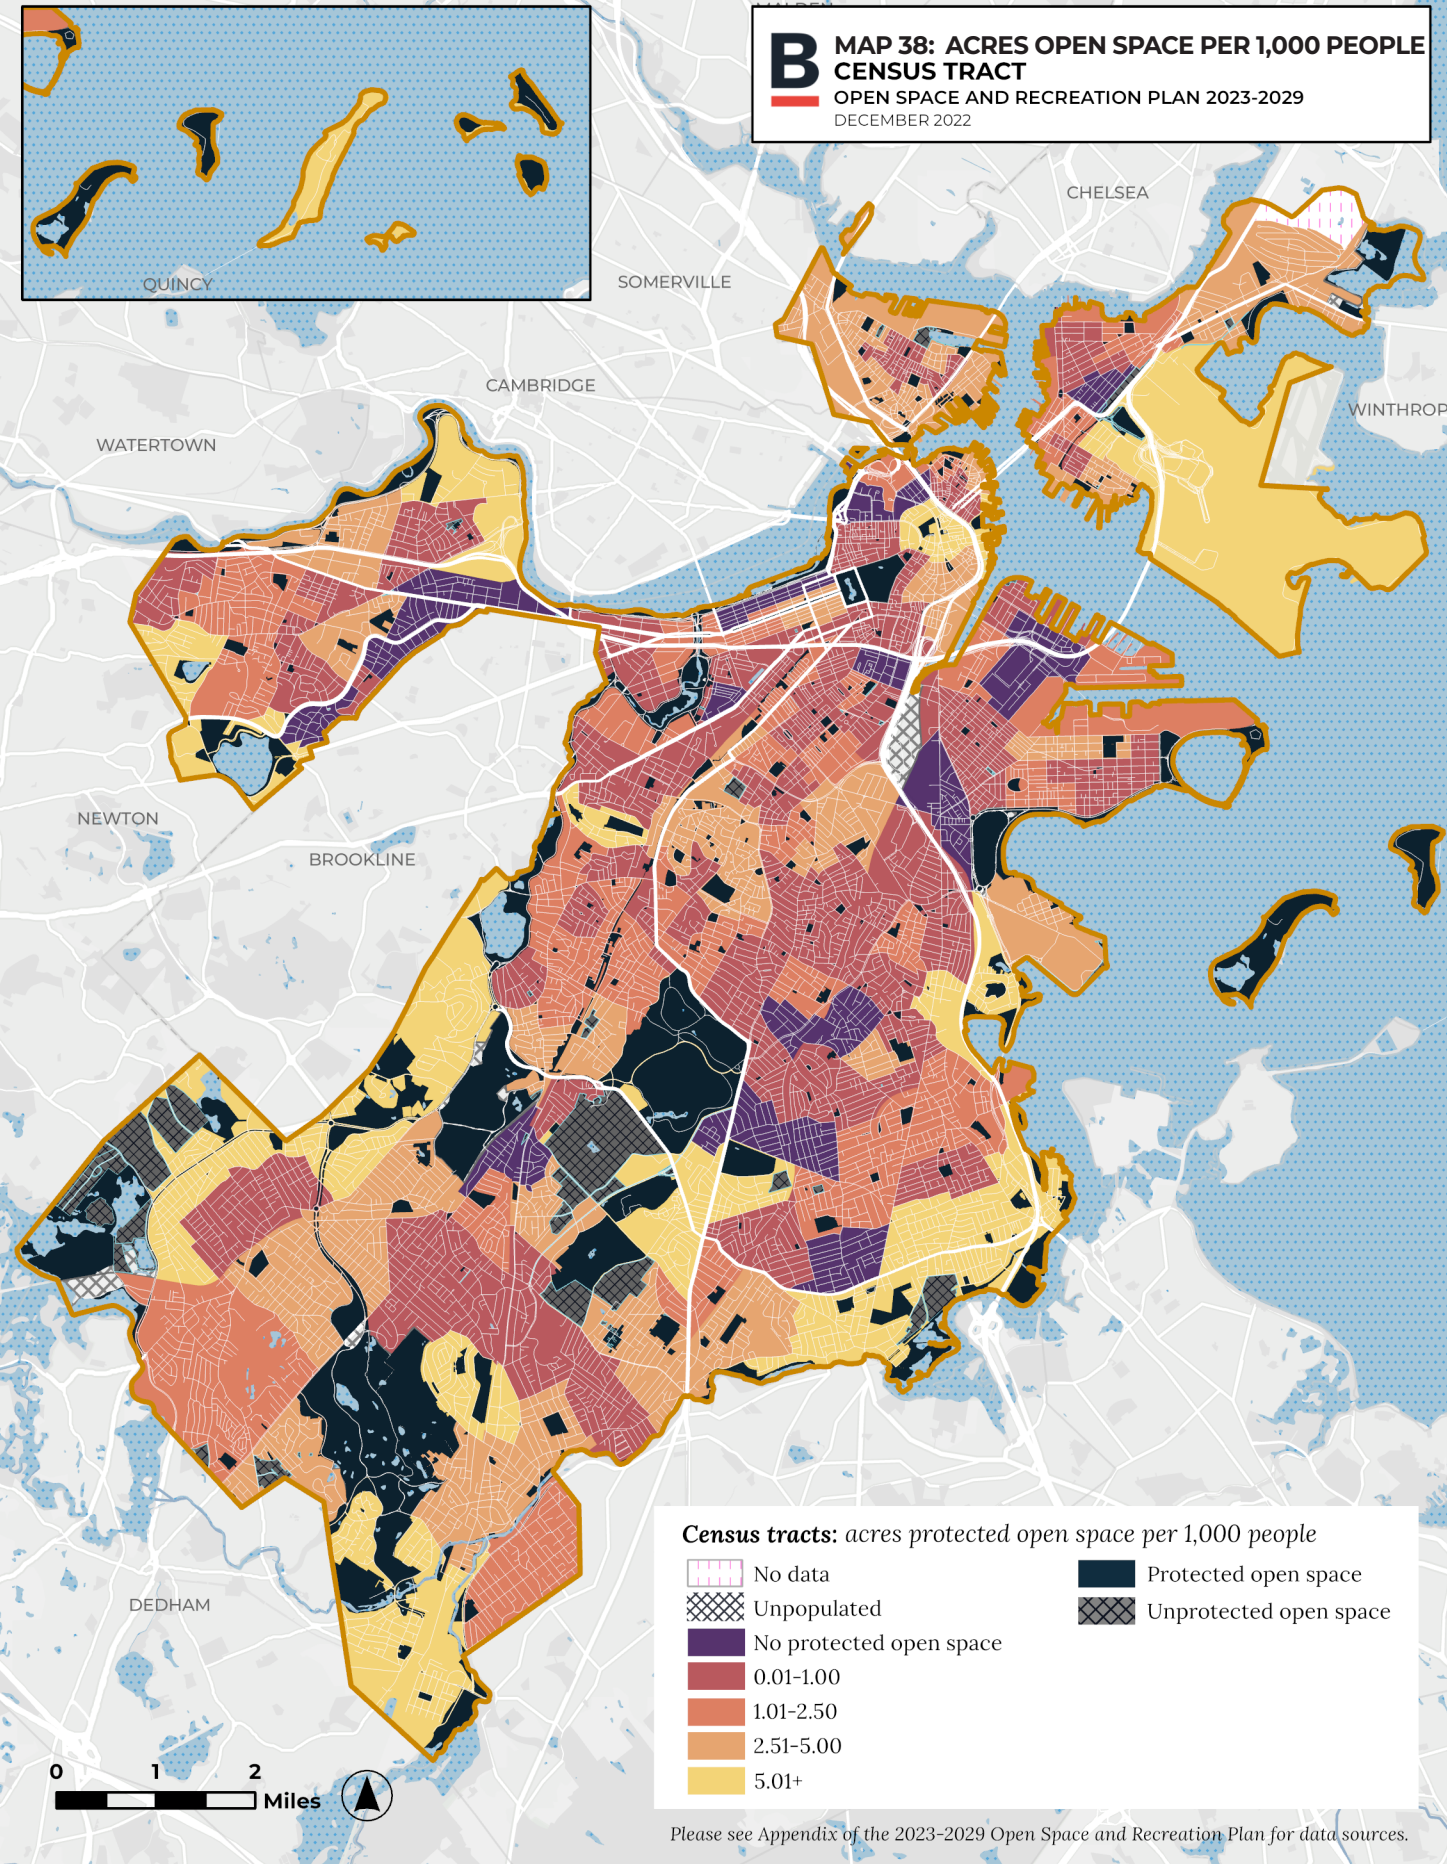 MALDEN
B
MAP 38: ACRES OPEN SPACE PER 1,000 PEOPLE
CENSUS TRACT
OPEN SPACE AND RECREATION PLAN 2023-2029
DECEMBER 2022
CHELSEA
QUINCY
SOMERVILLE
CAMBRIDGE
WINTHROP
WATERTOWN
NEWTON
BROOKLINE
DEDHAM
Census tracts: acres protected open space per 1,000 people
No data
Unpopulated
No protected open space
0.01-1.00
1.01-2.50
2.51-5.00
5.01+
Protected open space
Unprotected open space
0 1 2
Miles
Please see Appendix of the 2023-2029 Open Space and Recreation Plan for data sources.